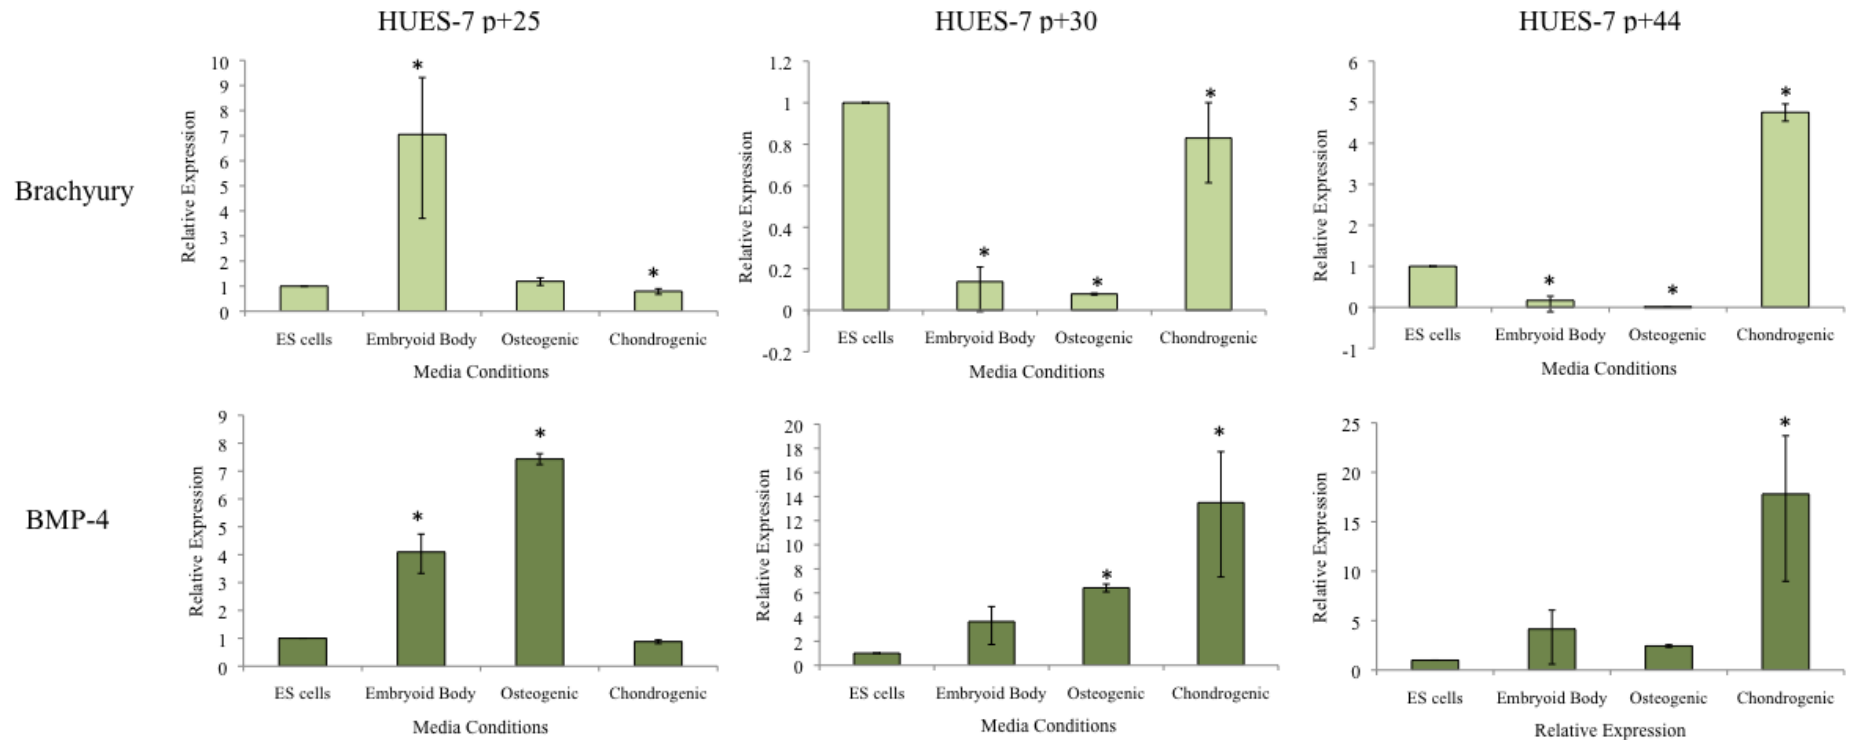 HUES-7 p+25
HUES-7 p+30
HUES-7 p+44
Brachyury
Relative Expression
10
9
8
7
6
5
4
3
2
1
0
*
*
ES cells Embryoid Body Osteogenic Chondrogenic
Media Conditions
Relative Expression
1.2
1
0.8
0.6
0.4
0.2
0
-0.2
*
*
*
ES cells Embryoid Body Osteogenic Chondrogenic
Media Conditions
Relative Expression
6
5
4
3
2
1
0
-1
*
*
*
ES cells Embryoid Body Osteogenic Chondrogenic
Media Conditions
BMP-4
Relative Expression
9
8
7
6
5
4
3
2
1
0
*
*
ES cells Embryoid Body Osteogenic Chondrogenic
Media Conditions
Relative Expression
20
18
16
14
12
10
8
6
4
2
0
*
*
ES cells Embryoid Body Osteogenic Chondrogenic
Media Conditions
Relative Expression
25
20
15
10
5
0
*
ES cells Embryoid Body Osteogenic Chondrogenic
Relative Expression